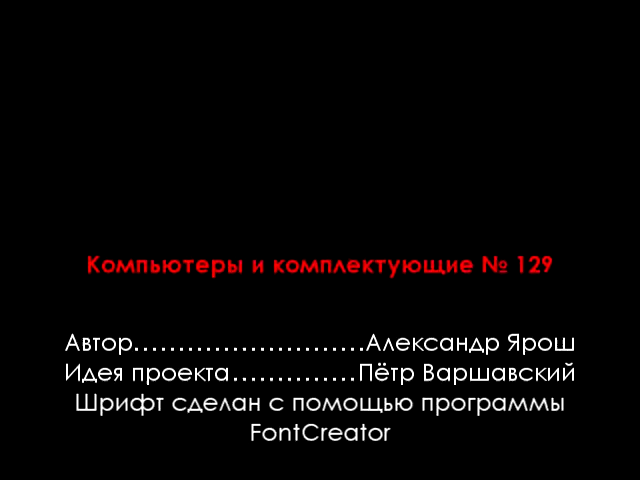 Компьютеры и комплектующие № 129
Автор..........................Александр Ярош
Идея проекта..............Пётр Варшавский
Шрифт сделан с помощью программы
FontCreator